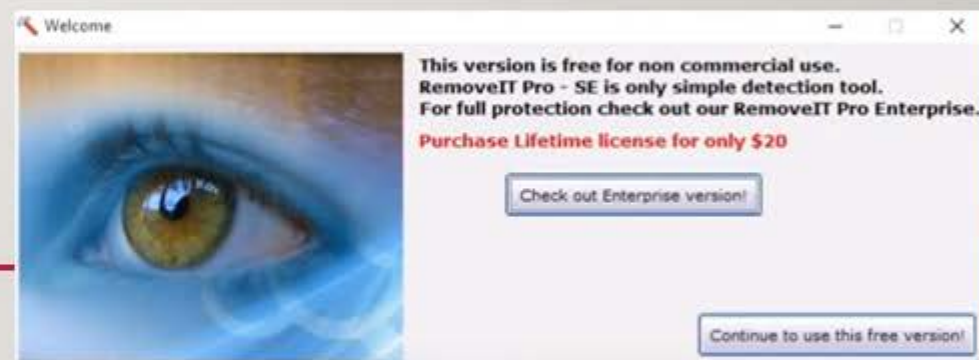 Welcome
This version is free for non commercial use.
RemoveIT Pro - SE is only simple detection tool.
For full protection check out our RemoveIT Pro Enterprise.
Purchase Lifetime license for only $20
Check out Enterprise version!
Continue to use this free version!